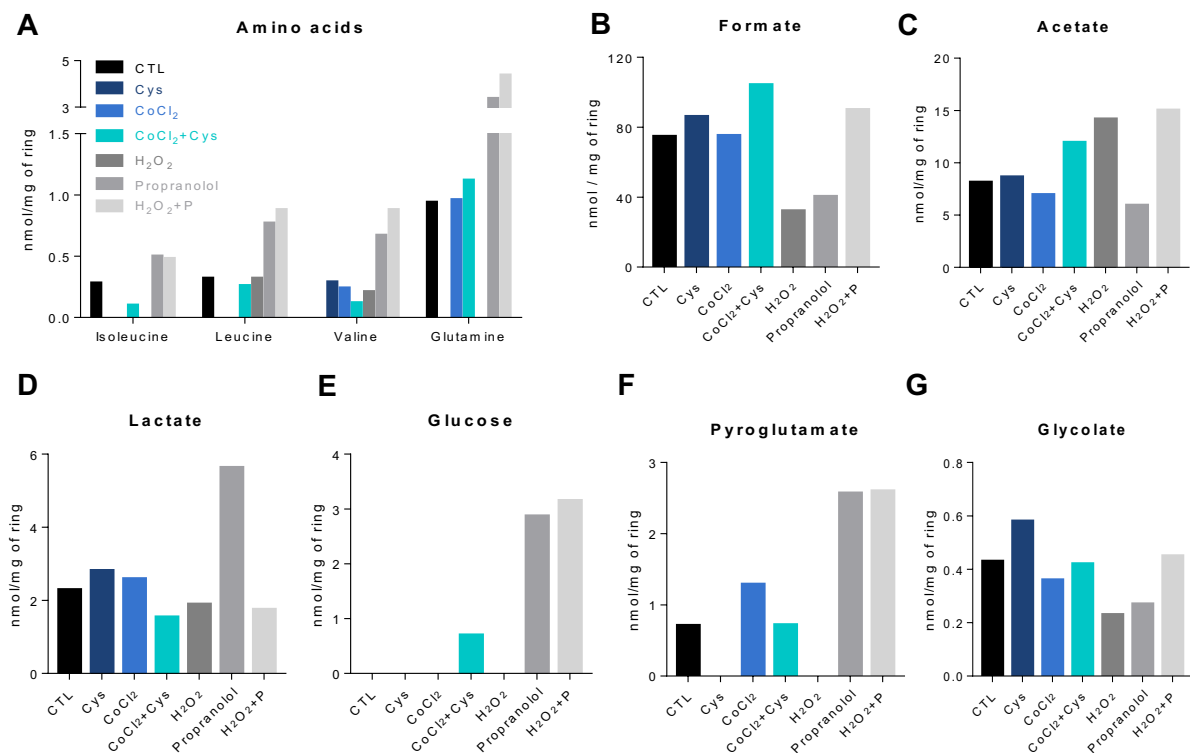 A
Amino acids
nmol/mg of ring
5
3
1.5
1.0
0.5
0.0
CTL
Cys
CoCl₂
CoCl₂+Cys
H₂O₂
Propranolol
H₂O₂+P
Isoleucine Leucine Valine Glutamine
B
Formate
nmol / mg of ring
120
80
40
0
CTL Cys CoCl₂ CoCl₂+Cys H₂O₂ Propranolol H₂O₂+P
C
Acetate
nmol/mg of ring
20
15
10
5
0
CTL Cys CoCl₂ CoCl₂+Cys H₂O₂ Propranolol H₂O₂+P
D
Lactate
nmol/mg of ring
6
4
2
0
CTL Cys CoCl₂ CoCl₂+Cys H₂O₂ Propranolol H₂O₂+P
E
Glucose
nmol/mg of ring
4
3
2
1
0
CTL Cys CoCl₂ CoCl₂+Cys H₂O₂ Propranolol H₂O₂+P
F
Pyroglutamate
nmol/mg of ring
3
2
1
0
CTL Cys CoCl₂ CoCl₂+Cys H₂O₂ Propranolol H₂O₂+P
G
Glycolate
nmol/mg of ring
0.8
0.6
0.4
0.2
0.0
CTL Cys CoCl₂ CoCl₂+Cys H₂O₂ Propranolol H₂O₂+P